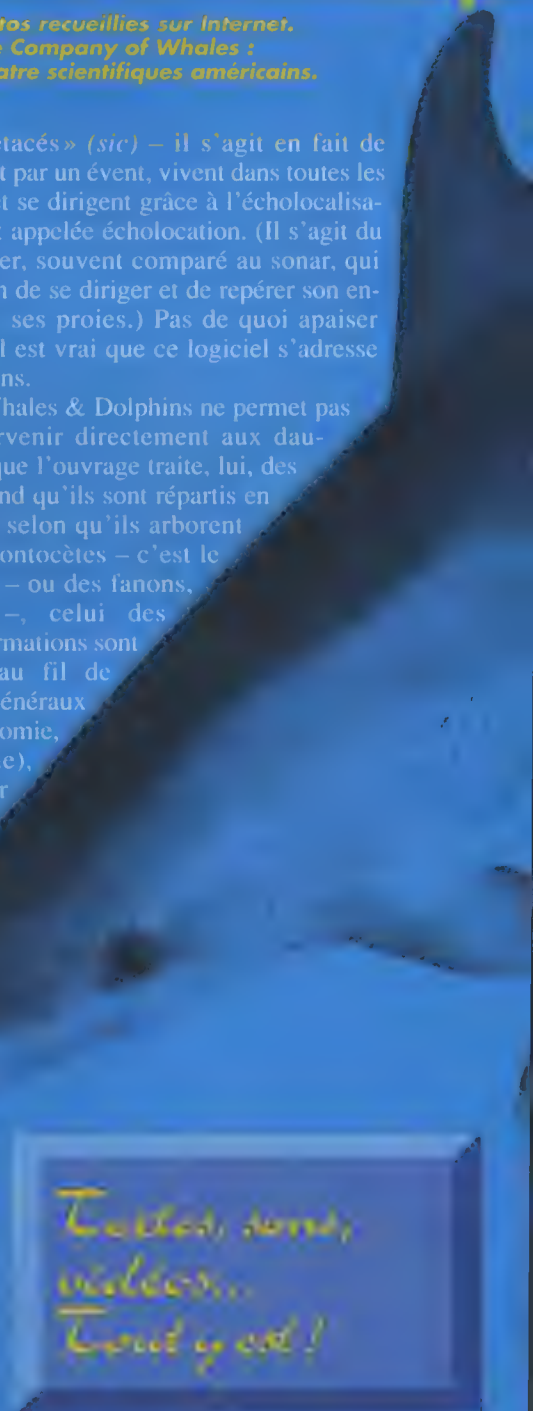 tos recueillies sur Internet.
e Company of Whales :
atre scientifiques américains.
étacés» (sic) – il s'agit en fait de
t par un évent, vivent dans toutes les
et se dirigent grâce à l'écholocalisa-
t appelée écholocation. (Il s'agit du
er, souvent comparé au sonar, qui
n de se diriger et de repérer son en-
ses proies.) Pas de quoi apaiser
l est vrai que ce logiciel s'adresse
ns.
Whales & Dolphins ne permet pas
rvenir directement aux dau-
que l'ouvrage traite, lui, des
nd qu'ils sont répartis en
selon qu'ils arborent
ontocètes – c'est le
– ou des fanons,
–, celui des
rmations sont
au fil de
énéraux
omie,
e),
r
Textes, sons,
vidéos...
Tout y est !